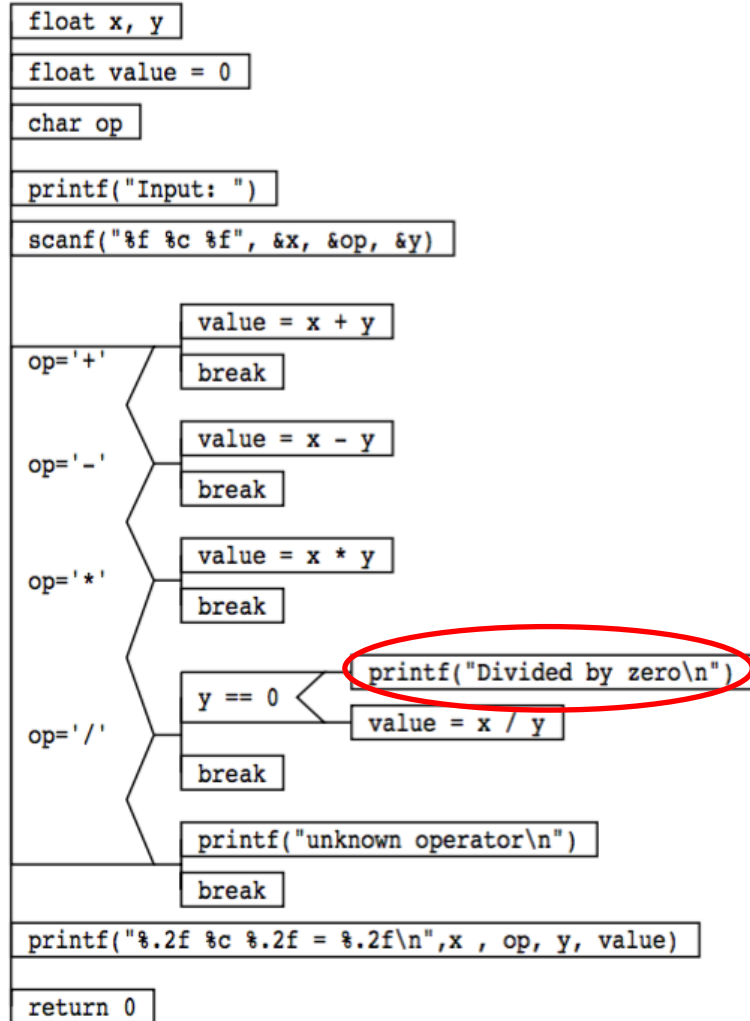 float x, y
float value = 0
char op
printf("Input: ")
scanf("%f %c %f", &x, &op, &y)
value = x + y
op='+'
break
value = x - y
op='-'
break
value = x * y
op='*'
break
printf("Divided by zero\n")
y == 0
value = x / y
op='/'
break
printf("unknown operator\n")
break
printf("%.2f %c %.2f = %.2f\n",x , op, y, value)
return 0